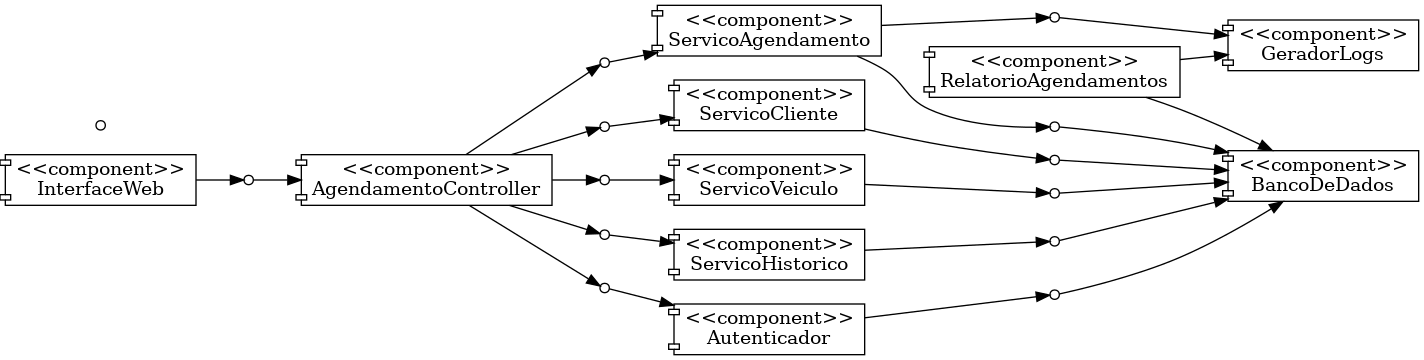 <<component>>
InterfaceWeb
<<component>>
AgendamentoController
<<component>>
ServicoAgendamento
<<component>>
ServicoCliente
<<component>>
ServicoVeiculo
<<component>>
ServicoHistorico
<<component>>
Autenticador
<<component>>
RelatorioAgendamentos
<<component>>
GeradorLogs
<<component>>
BancoDeDados